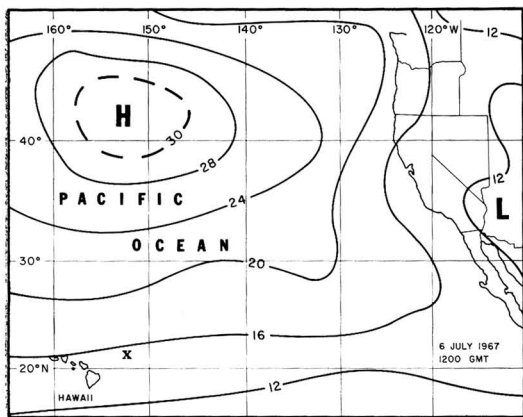 160° 150° 140° 130° 120°W 12
H
40°
30
28
12
P A C I F I C
24
L
O C E A N
30°
20
16
6 JULY 1967
1200 GMT
x
20°N
12
HAWAII